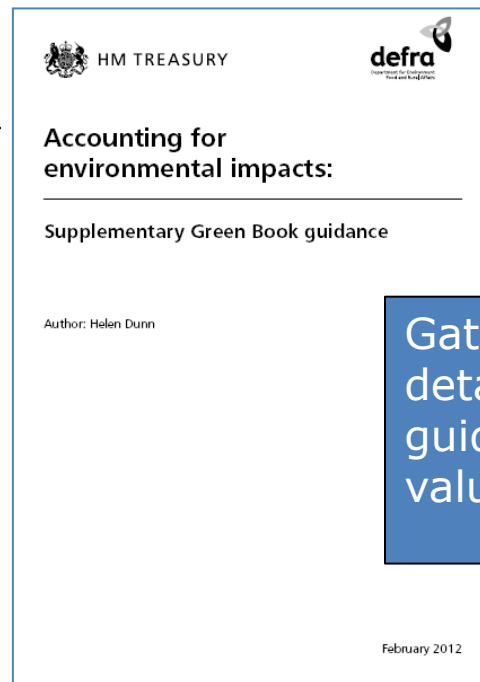 HM TREASURY
defra
Department for Environment
Food and Rural Affairs
Accounting for
environmental impacts:
Supplementary Green Book guidance
Author: Helen Dunn
Gat
deta
guid
valu
February 2012